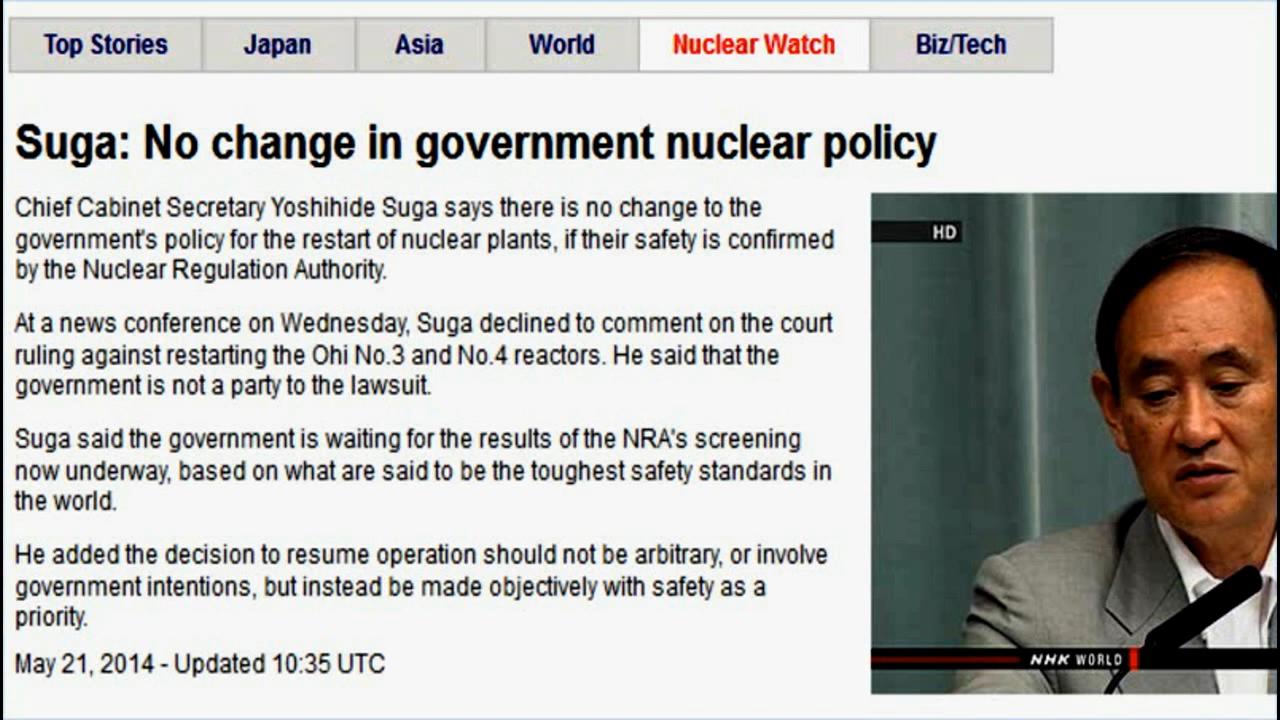 Top Stories Japan Asia World Nuclear Watch Biz/Tech
Suga: No change in government nuclear policy
Chief Cabinet Secretary Yoshihide Suga says there is no change to the
government's policy for the restart of nuclear plants, if their safety is confirmed
by the Nuclear Regulation Authority.
At a news conference on Wednesday, Suga declined to comment on the court
ruling against restarting the Ohi No.3 and No.4 reactors. He said that the
government is not a party to the lawsuit.
Suga said the government is waiting for the results of the NRA's screening
now underway, based on what are said to be the toughest safety standards in
the world.
He added the decision to resume operation should not be arbitrary, or involve
government intentions, but instead be made objectively with safety as a
priority.
May 21, 2014 - Updated 10:35 UTC
HD
NHK WORLD